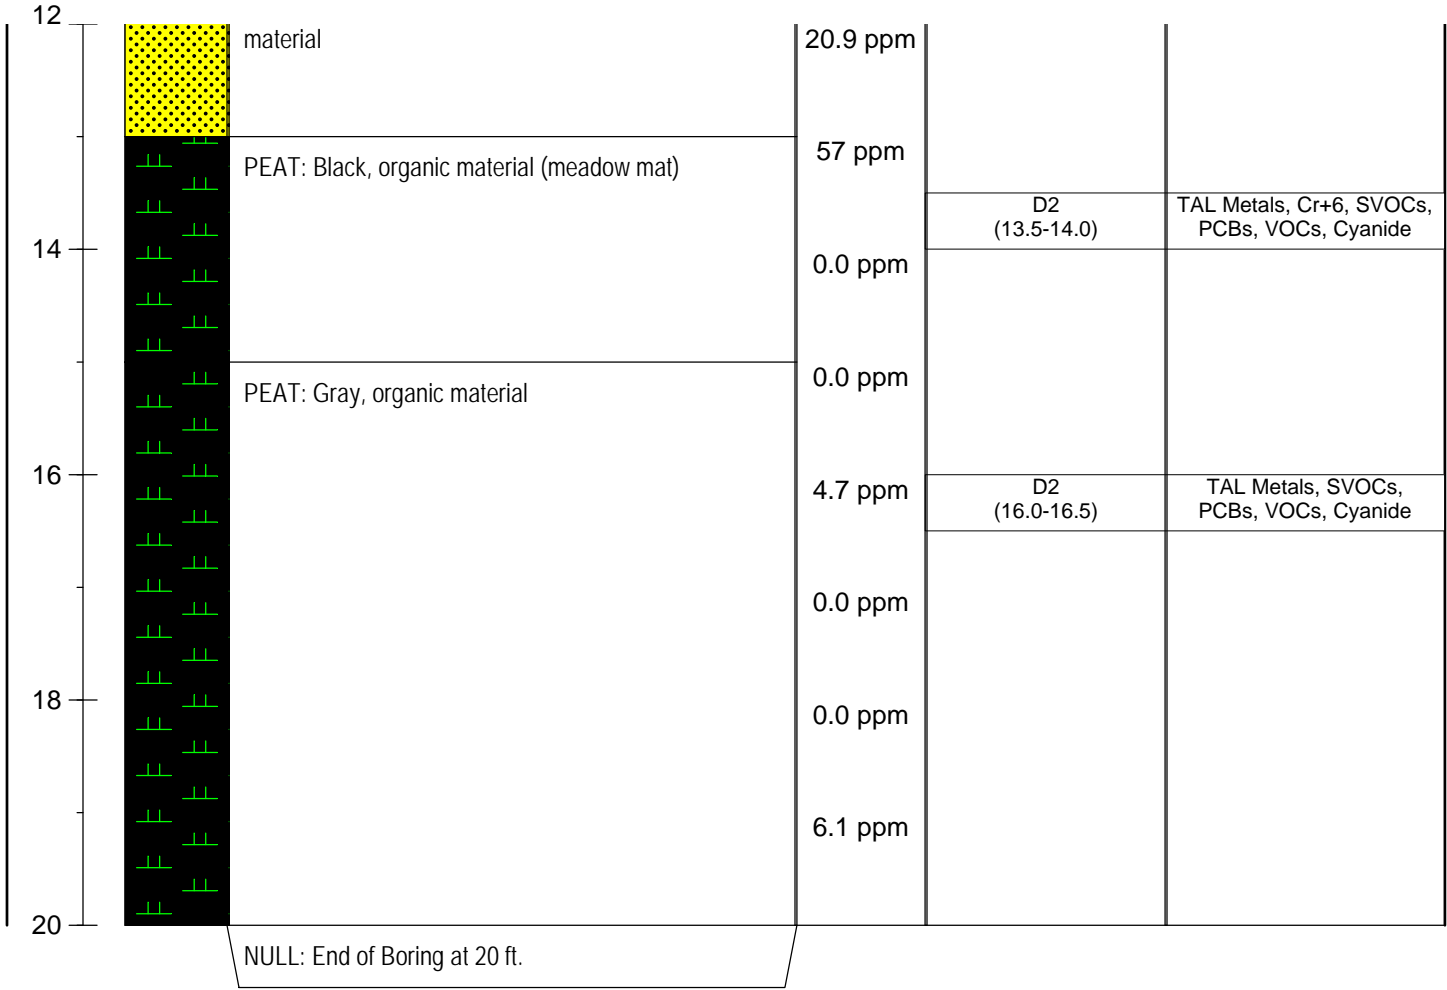 12
material
20.9 ppm
PEAT: Black, organic material (meadow mat)
57 ppm
D2
(13.5-14.0)
TAL Metals, Cr+6, SVOCs,
PCBs, VOCs, Cyanide
14
0.0 ppm
PEAT: Gray, organic material
0.0 ppm
16
4.7 ppm
D2
(16.0-16.5)
TAL Metals, SVOCs,
PCBs, VOCs, Cyanide
0.0 ppm
18
0.0 ppm
6.1 ppm
20
NULL: End of Boring at 20 ft.